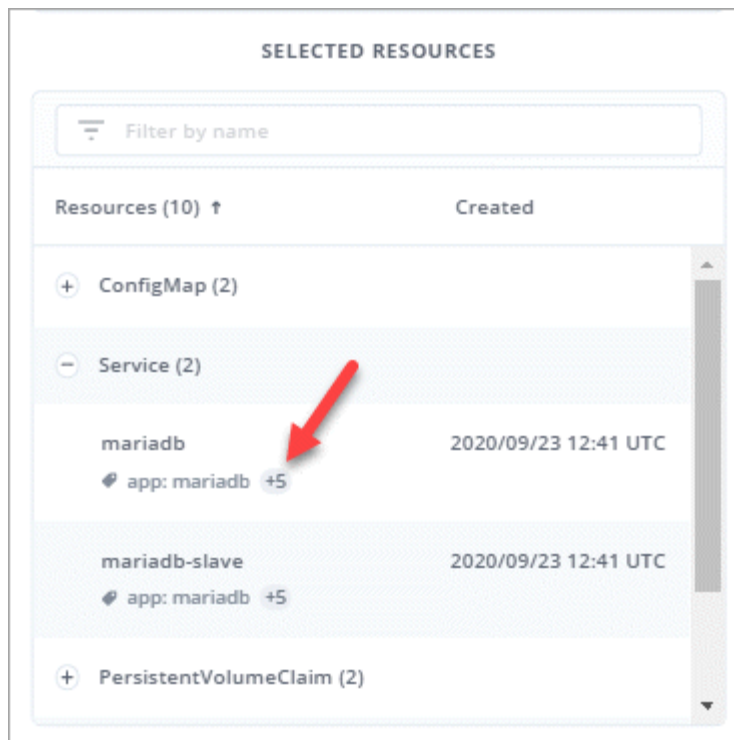 SELECTED RESOURCES
Filter by name
Resources (10) ↑ Created
ConfigMap (2)
Service (2)
mariadb 2020/09/23 12:41 UTC
app: mariadb +5
mariadb-slave 2020/09/23 12:41 UTC
app: mariadb +5
PersistentVolumeClaim (2)